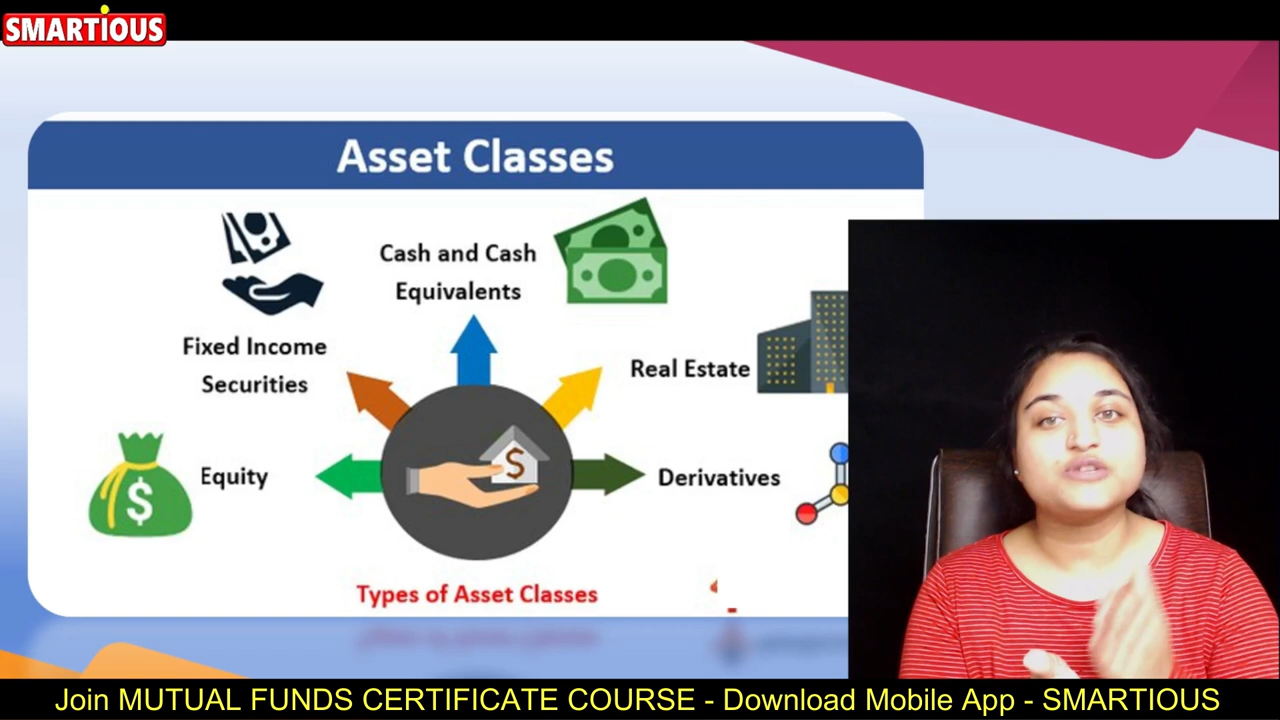 SMARTIOUS
Asset Classes
Cash and Cash
Equivalents
Fixed Income
Securities
Real Estate
Equity
Derivatives
$
$
Types of Asset Classes
Join MUTUAL FUNDS CERTIFICATE COURSE - Download Mobile App - SMARTIOUS